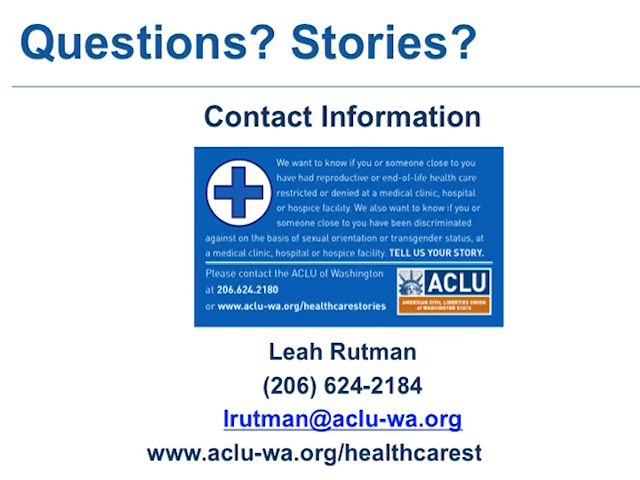 Questions? Stories?
Contact Information
We want to know if you or someone close to you
have had reproductive or end-of-life health care
restricted or denied at a medical clinic, hospital
or hospice facility. We also want to know if you or
someone close to you have been discriminated
against on the basis of sexual orientation or transgender status, at
a medical clinic, hospital or hospice facility. TELL US YOUR STORY.
Please contact the ACLU of Washington
at 206.624.2180
or www.aclu-wa.org/healthcarestories
ACLU
AMERICAN CIVIL LIBERTIES UNION
of WASHINGTON STATE
Leah Rutman
(206) 624-2184
lrutman@aclu-wa.org
www.aclu-wa.org/healthcarest